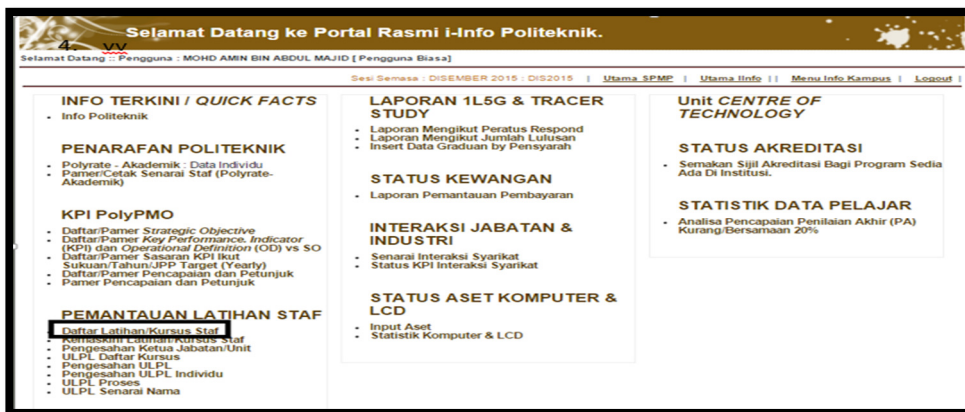 Selamat Datang ke Portal Rasmi i-Info Politeknik.
4. vv
Selamat Datang :: Pengguna : MOHD AMIN BIN ABDUL MAJID [ Pengguna Biasa]
Sesi Semasa : DISEMBER 2015 : DIS2015 | Utama SPMP | Utama IInfo || Menu Info Kampus | Logout |
INFO TERKINI / QUICK FACTS
Info Politeknik
PENARAFAN POLITEKNIK
Polyrate - Akademik : Data Individu
Pamer/Cetak Senarai Staf (Polyrate-
Akademik)
KPI PolyPMO
Daftar/Pamer Strategic Objective
Daftar/Pamer Key Performance. Indicator
(KPI) dan Operational Definition (OD) vs SO
Daftar/Pamer Sasaran KPI Ikut
Sukuan/Tahun/JPP Target (Yearly)
Daftar/Pamer Pencapaian dan Petunjuk
Pamer Pencapaian dan Petunjuk
PEMANTAUAN LATIHAN STAF
Daftar Latihan/Kursus Staf
Kemaskini Latihan/Kursus Staf
Pengesahan Ketua Jabatan/Unit
ULPL Daftar Kursus
Pengesahan ULPL
Pengesahan ULPL Individu
ULPL Proses
ULPL Senarai Nama
LAPORAN 1L5G & TRACER
STUDY
Laporan Mengikut Peratus Respond
Laporan Mengikut Jumlah Lulusan
Insert Data Graduan by Pensyarah
STATUS KEWANGAN
Laporan Pemantauan Pembayaran
INTERAKSI JABATAN &
INDUSTRI
Senarai Interaksi Syarikat
Status KPI Interaksi Syarikat
STATUS ASET KOMPUTER &
LCD
Input Aset
Statistik Komputer & LCD
Unit CENTRE OF
TECHNOLOGY
STATUS AKREDITASI
Semakan Sijil Akreditasi Bagi Program Sedia
Ada Di Institusi.
STATISTIK DATA PELAJAR
Analisa Pencapaian Penilaian Akhir (PA)
Kurang/Bersamaan 20%